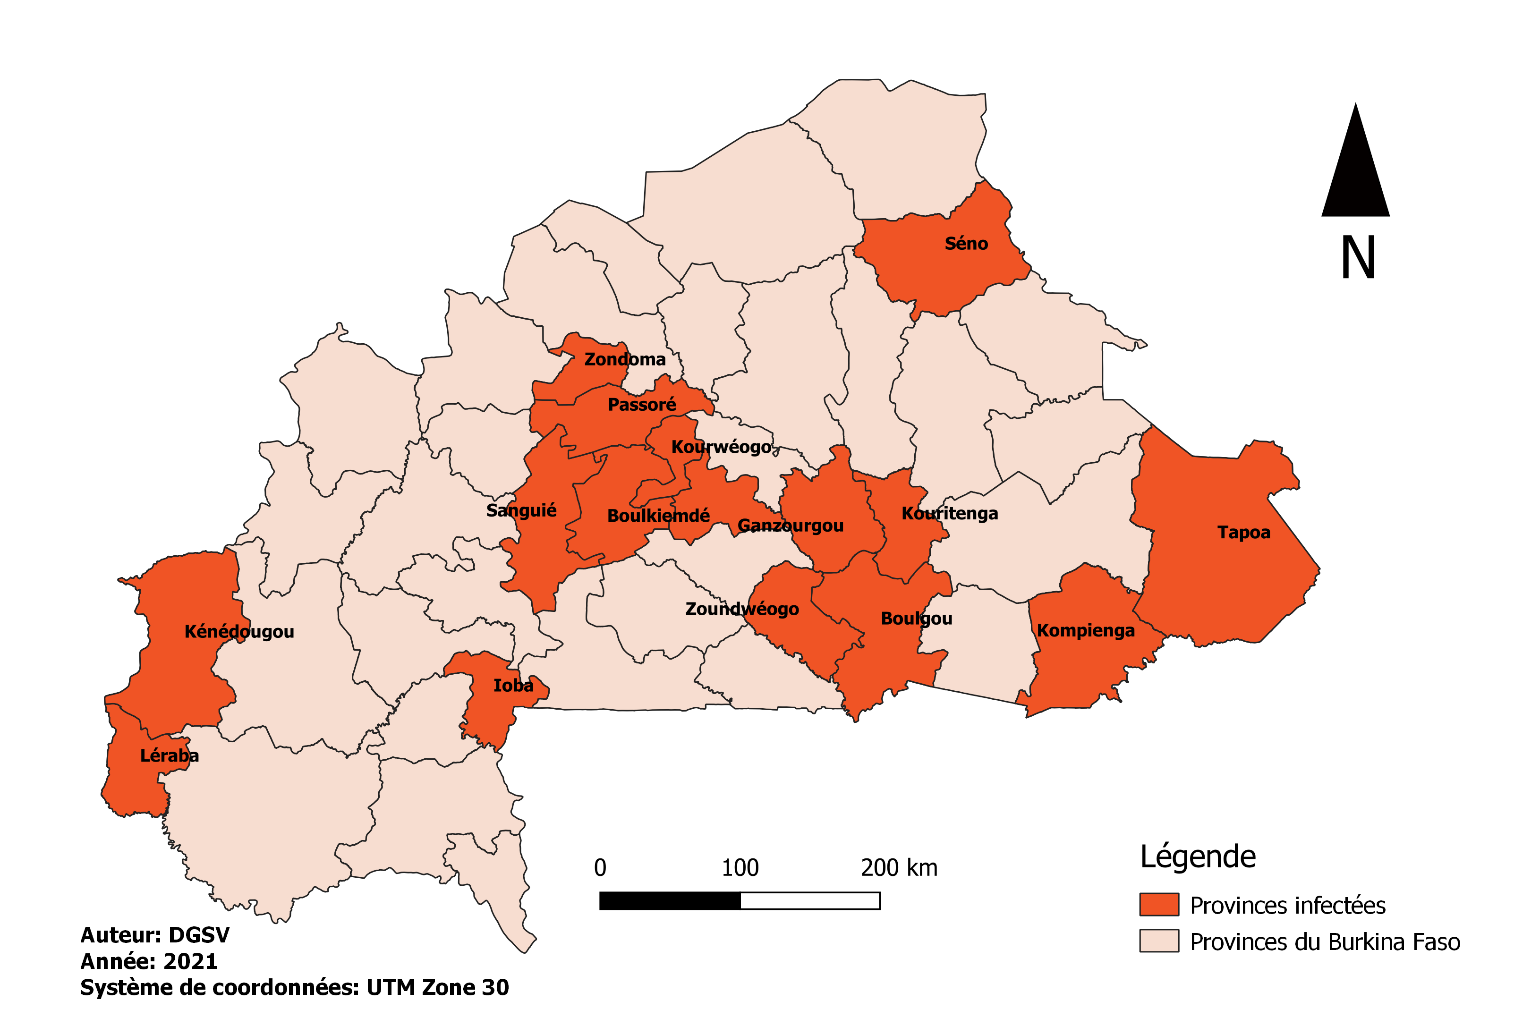 Séno
N
Zondoma
Passoré
Kourwéogo
Sanguié
Boulkiemdé
Ganzourgou
Kouritenga
Tapoa
Zoundwéogo
Boulgou
Kompienga
Kénédougou
Ioba
Léraba
0 100 200 km
Légende
Provinces infectées
Provinces du Burkina Faso
Auteur: DGSV
Année: 2021
Système de coordonnées: UTM Zone 30